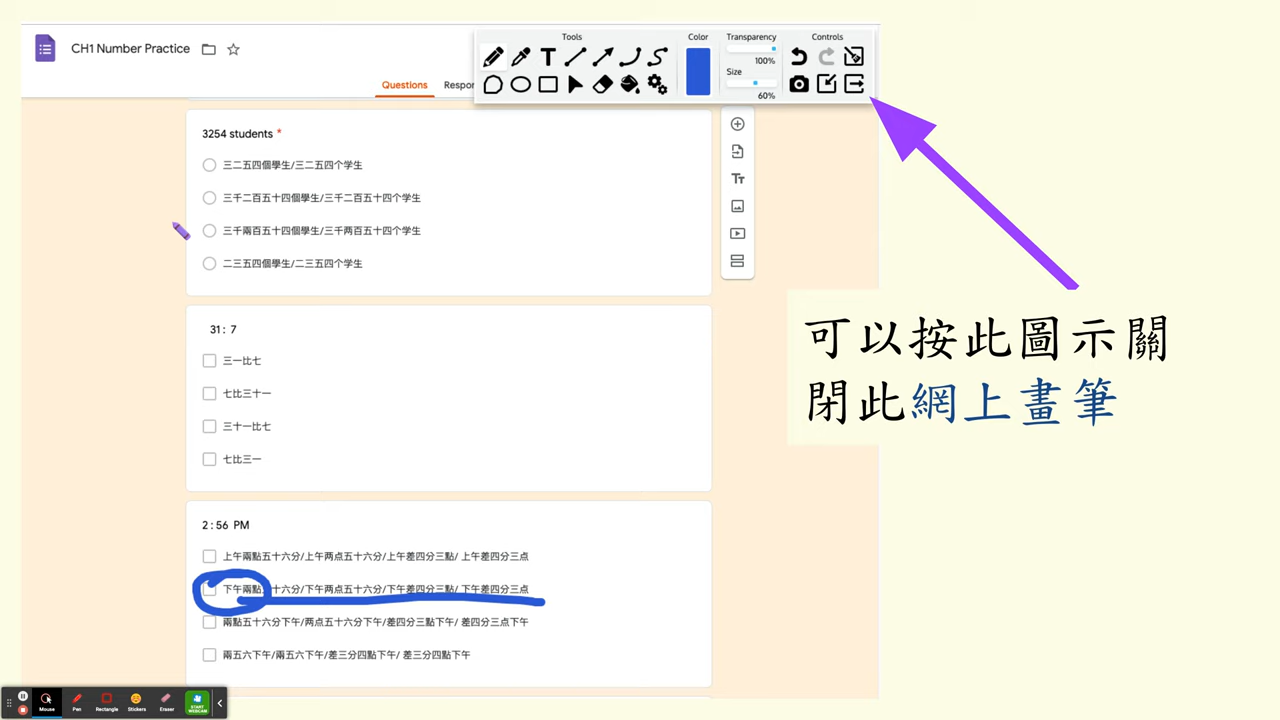 CH1 Number Practice
Tools
Color
Transparency
Controls
100%
Size
60%
Questions
Respon
3254 students *
三二五四個學生/三二五四个学生
三千二百五十四個學生/三千二百五十四个学生
三千兩百五十四個學生/三千两百五十四个学生
二三五四個學生/二三五四个学生
可以按此圖示關
閉此網上畫筆
31: 7
三一比七
七比三十一
三十一比七
七比三一
2:56 PM
上午兩點五十六分/上午两点五十六分/上午差四分三點/ 上午差四分三点
下午兩點五十六分/下午两点五十六分/下午差四分三點/ 下午差四分三点
兩點五十六分下午/两点五十六分下午/差四分三點下午/ 差四分三点下午
兩五六下午/兩五六下午/差三分四點下午/ 差三分四點下午
Mouse
Pen
Rectangle
Stickers
Eraser
START
WEBCAM